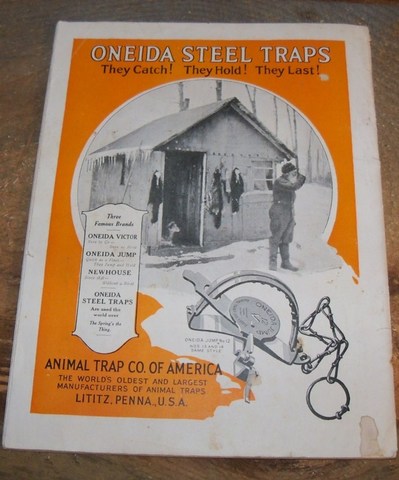 ONEIDA STEEL TRAPS
They Catch! They Hold! They Last!
Three
Famous Brands
ONEIDA VICTOR
ONEIDA JUMP
NEWHOUSE
ONEIDA
STEEL TRAPS
Are used the
world over
The Spring's the
Thing
ONEIDA JUMP
ANIMAL TRAP CO. OF AMERICA
THE WORLD'S OLDEST AND LARGEST
MANUFACTURERS OF ANIMAL TRAPS
LITITZ, PENNA., U.S.A.